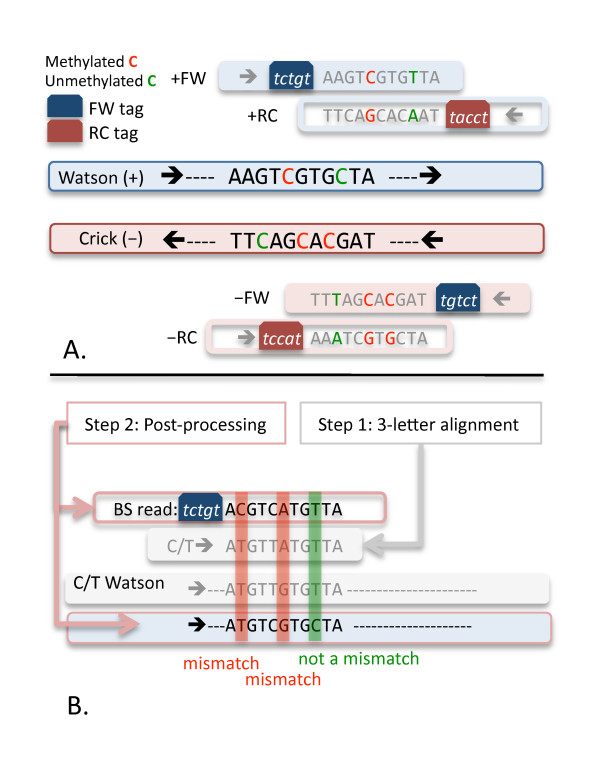 Methylated C
Unmethylated C
FW tag
RC tag
+FW tctgt AAGTCGTGTTA
+RC TTCAGCACAAT tacct
Watson (+) ---- AAGTCGTGCTA ----
Crick (−) ---- TTCAGCACGAT ----
−FW TTTAGCACGAT tgtct
−RC tccat AAATCGTGCTA
A.
Step 2: Post-processing
Step 1: 3-letter alignment
BS read: tctgt ACGTCATGTTA
C/T ATGTTATGTTA
C/T Watson ---ATGTTGTGTTA ----------------------
---ATGTCGTGCTA --------------------
mismatch
not a mismatch
mismatch
B.